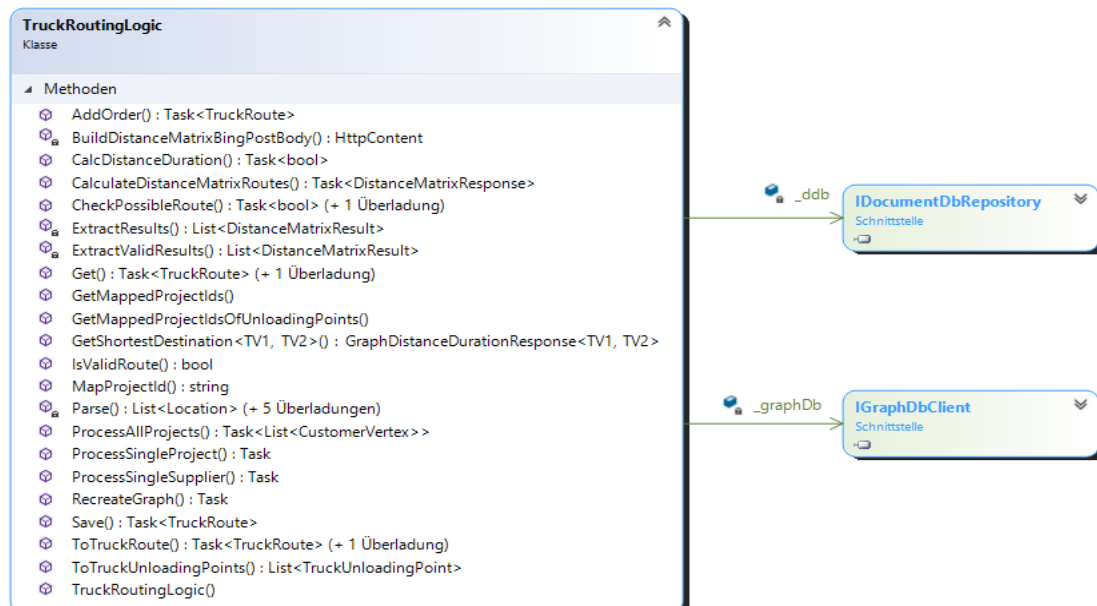 TruckRoutingLogic
Klasse
Methoden
AddOrder() : Task<TruckRoute>
BuildDistanceMatrixBingPostBody() : HttpContent
CalcDistanceDuration() : Task<bool>
CalculateDistanceMatrixRoutes() : Task<DistanceMatrixResponse>
CheckPossibleRoute() : Task<bool> (+ 1 Überladung)
ExtractResults() : List<DistanceMatrixResult>
ExtractValidResults() : List<DistanceMatrixResult>
Get() : Task<TruckRoute> (+ 1 Überladung)
GetMappedProjectIds()
GetMappedProjectIdsOfUnloadingPoints()
GetShortestDestination<TV1, TV2>() : GraphDistanceDurationResponse<TV1, TV2>
IsValidRoute() : bool
MapProjectId() : string
Parse() : List<Location> (+ 5 Überladungen)
ProcessAllProjects() : Task<List<CustomerVertex>>
ProcessSingleProject() : Task
ProcessSingleSupplier() : Task
RecreateGraph() : Task
Save() : Task<TruckRoute>
ToTruckRoute() : Task<TruckRoute> (+ 1 Überladung)
ToTruckUnloadingPoints() : List<TruckUnloadingPoint>
TruckRoutingLogic()
_ddb
IDocumentDbRepository
Schnittstelle
_graphDb
IGraphDbClient
Schnittstelle